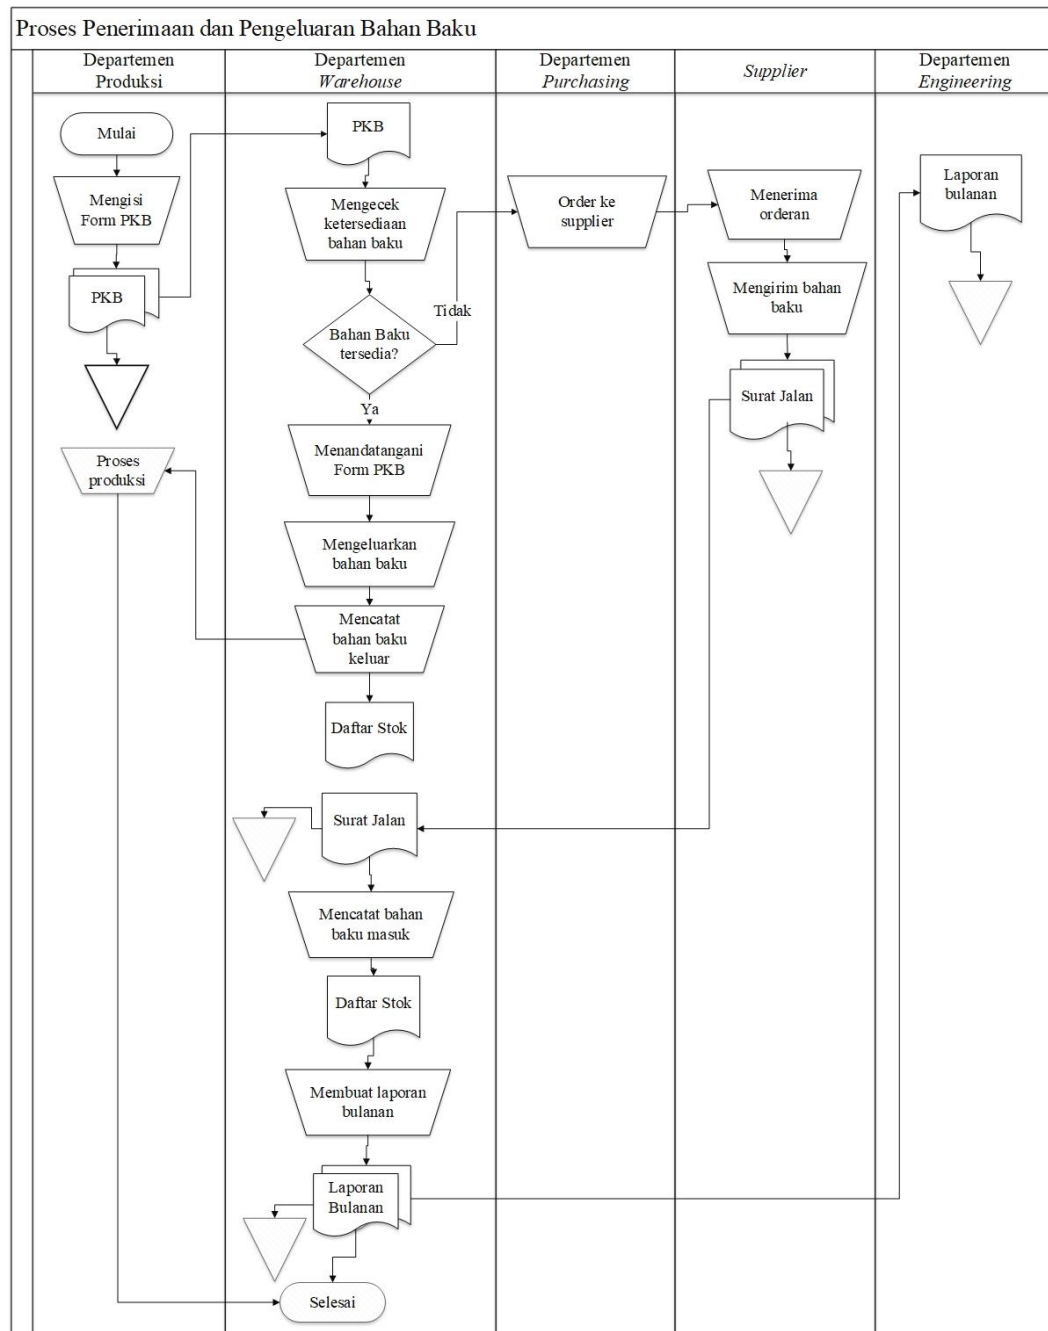 Proses Penerimaan dan Pengeluaran Bahan Baku
Departemen
Produksi
Departemen
Warehouse
Departemen
Purchasing
Supplier
Departemen
Engineering
Mulai
Mengisi
Form PKB
PKB
Proses
produksi
PKB
Mengecek
ketersediaan
bahan baku
Bahan Baku
tersedia?
Tidak
Ya
Menandatangani
Form PKB
Mengeluarkan
bahan baku
Mencatat
bahan baku
keluar
Daftar Stok
Surat Jalan
Mencatat bahan
baku masuk
Daftar Stok
Membuat laporan
bulanan
Laporan
Bulanan
Selesai
Order ke
supplier
Menerima
orderan
Mengirim bahan
baku
Surat Jalan
Laporan
bulanan